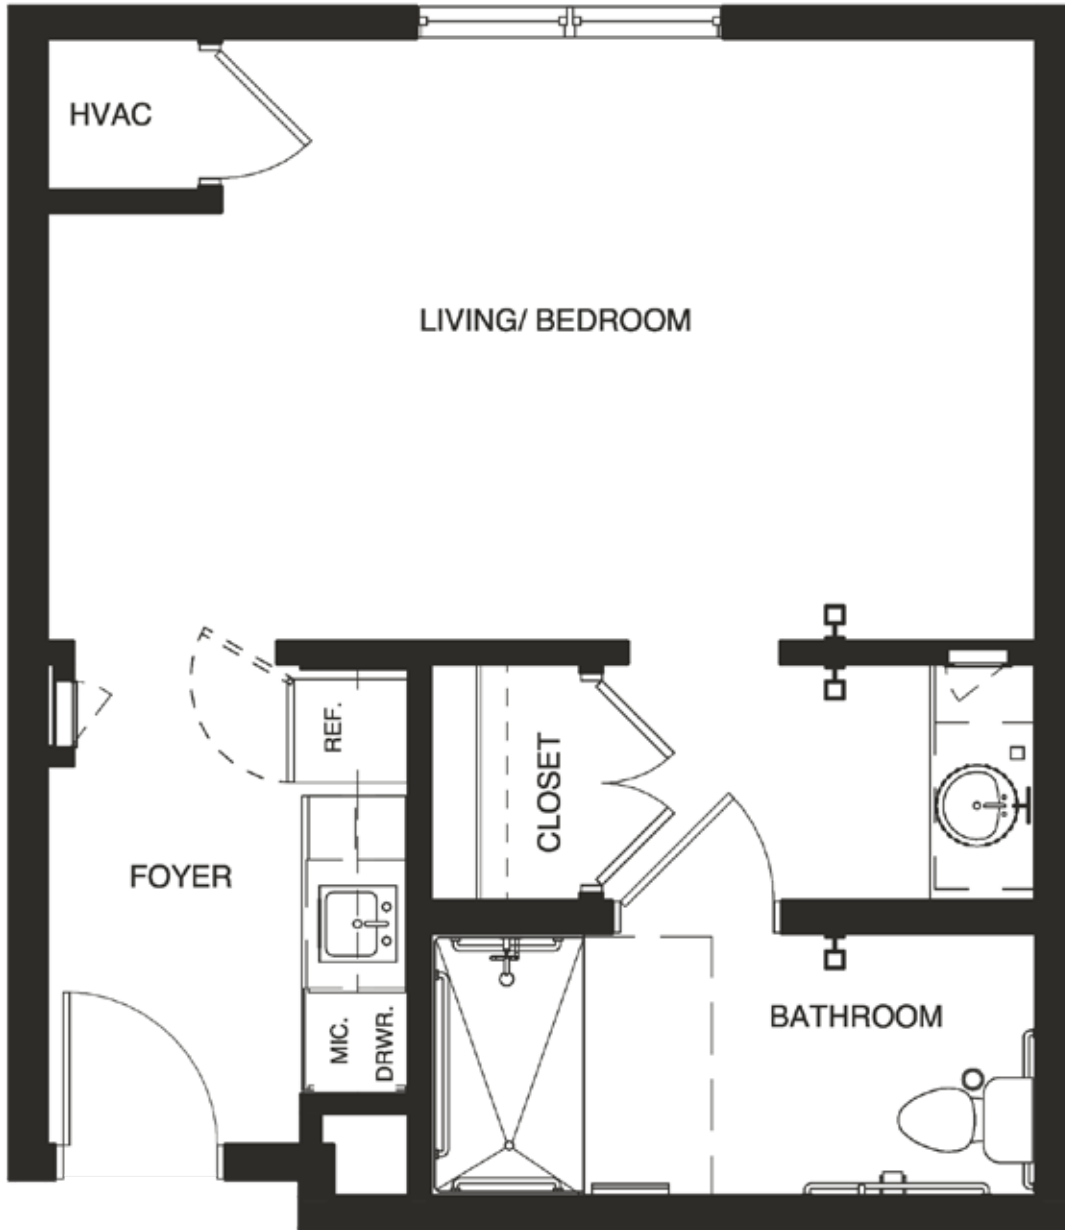 HVAC
LIVING/ BEDROOM
REF.
CLOSET
FOYER
MIC.
DRWR.
BATHROOM